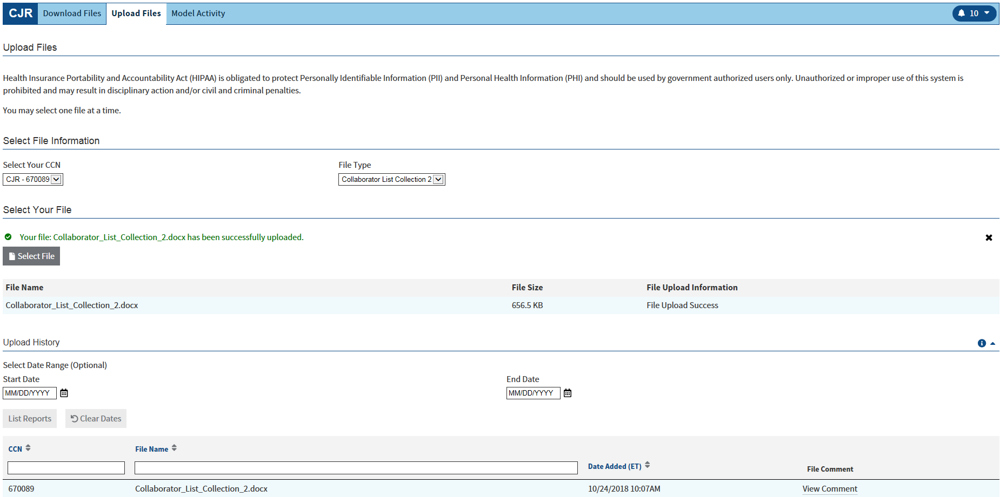 CJR Download Files Upload Files Model Activity 10
Upload Files
Health Insurance Portability and Accountability Act (HIPAA) is obligated to protect Personally Identifiable Information (PII) and Personal Health Information (PHI) and should be used by government authorized users only. Unauthorized or improper use of this system is
prohibited and may result in disciplinary action and/or civil and criminal penalties.
You may select one file at a time.
Select File Information
Select Your CCN File Type
CJR - 670089 Collaborator List Collection 2
Select Your File
Your file: Collaborator_List_Collection_2.docx has been successfully uploaded.
Select File
File Name File Size File Upload Information
Collaborator_List_Collection_2.docx 656.5 KB File Upload Success
Upload History
Select Date Range (Optional)
Start Date End Date
MM/DD/YYYY MM/DD/YYYY
List Reports Clear Dates
CCN File Name
Date Added (ET) File Comment
670089 Collaborator_List_Collection_2.docx 10/24/2018 10:07AM View Comment